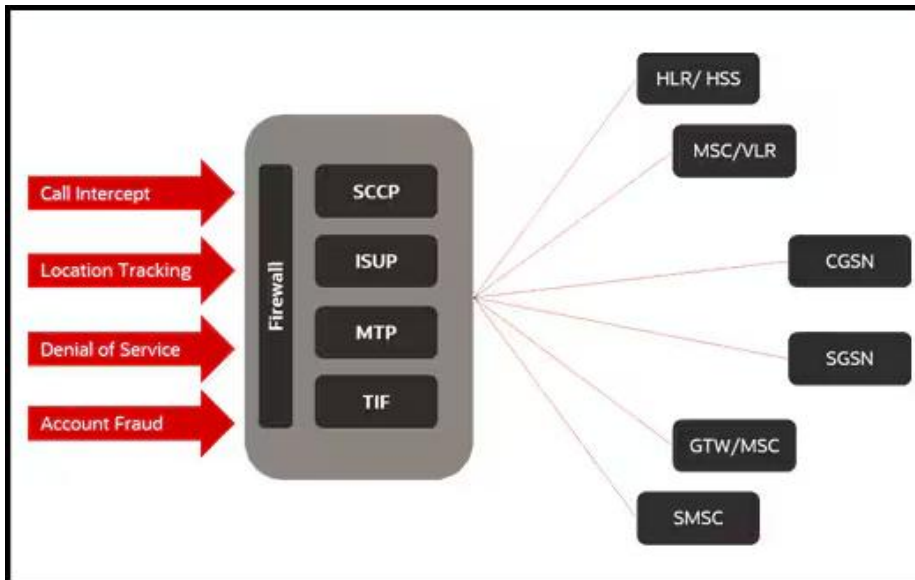 Call Intercept
Location Tracking
Denial of Service
Account Fraud
Firewall
SCCP
ISUP
MTP
TIF
HLR/ HSS
MSC/VLR
CGSN
SGSN
GTW/MSC
SMSC